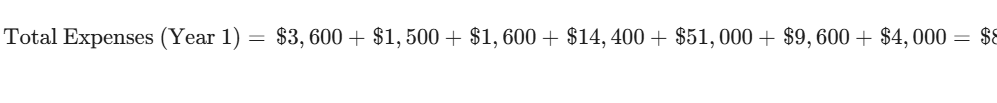 Total Expenses (Year 1) = $3,600 + $1,500 + $1,600 + $14,400 + $51,000 + $9,600 + $4,000 = $